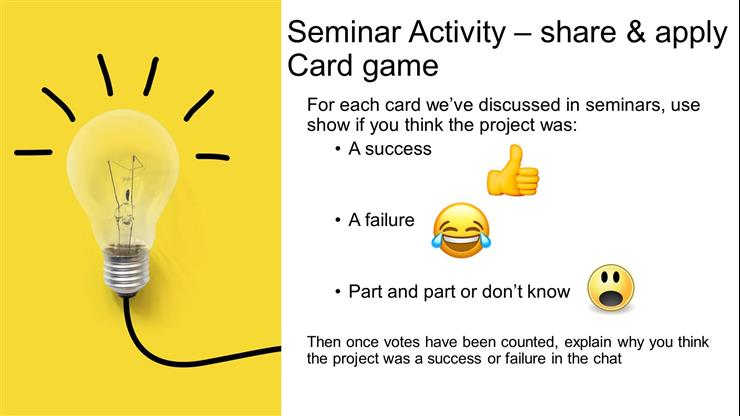 Seminar Activity – share & apply
Card game
For each card we’ve discussed in seminars, use
show if you think the project was:
• A success
• A failure
• Part and part or don’t know
Then once votes have been counted, explain why you think
the project was a success or failure in the chat